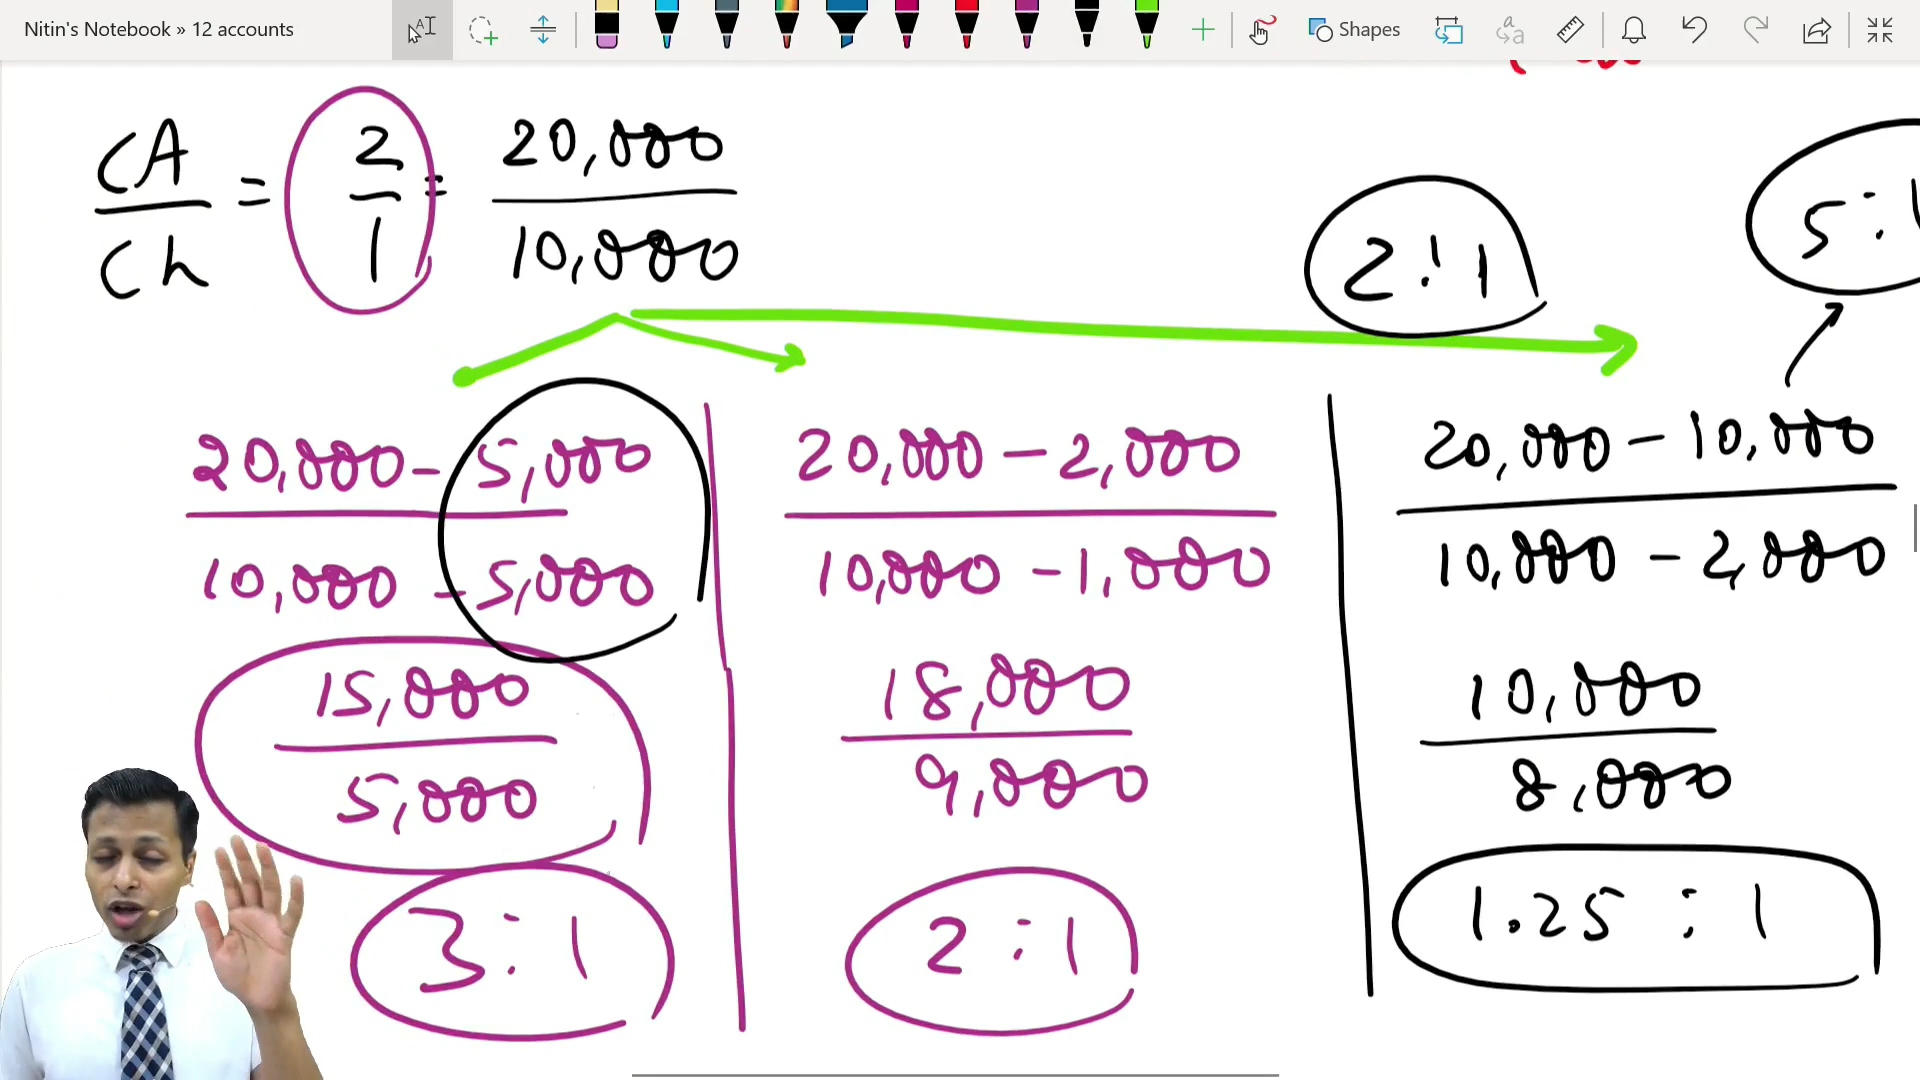 Nitin's Notebook » 12 accounts
Shapes
CA/CL = 2/1 = 20,000/10,000
2:1
5:1
20,000 - 5,000
10,000 - 5,000
15,000
5,000
3:1
20,000 - 2,000
10,000 - 1,000
18,000
9,000
2:1
20,000 - 10,000
10,000 - 2,000
10,000
8,000
1.25 : 1